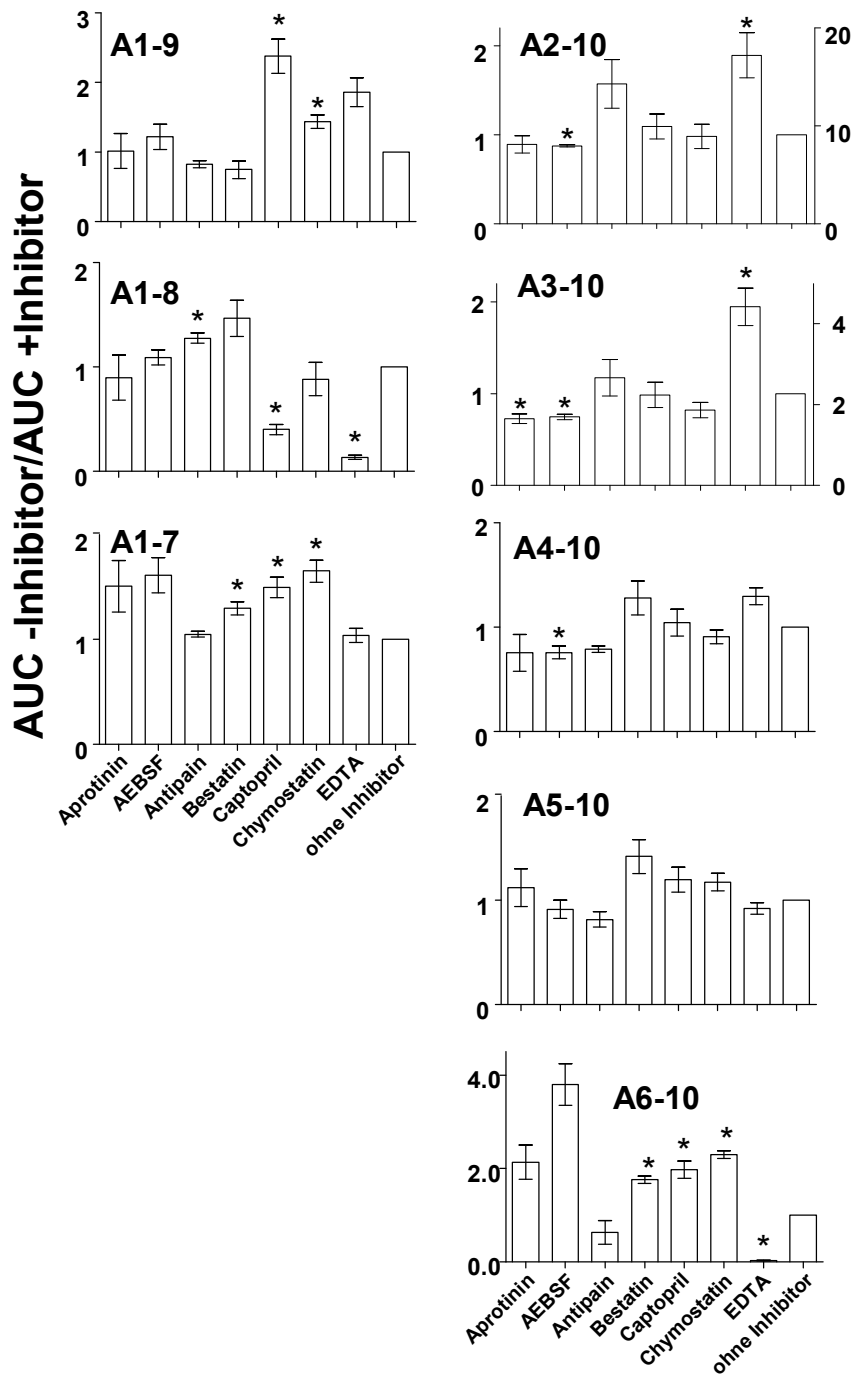 AUC -Inhibitor/AUC +Inhibitor
A1-9
3
2
1
0
*
*
A1-8
2
1
0
*
*
*
A1-7
2
1
0
*
*
*
Aprotinin
AEBSF
Antipain
Bestatin
Captopril
Chymostatin
EDTA
ohne Inhibitor
A2-10
2
1
0
20
10
0
*
*
A3-10
2
1
0
4
2
0
*
*
*
A4-10
2
1
0
*
A5-10
2
1
0
A6-10
4.0
2.0
0.0
*
*
*
*
Aprotinin
AEBSF
Antipain
Bestatin
Captopril
Chymostatin
EDTA
ohne Inhibitor